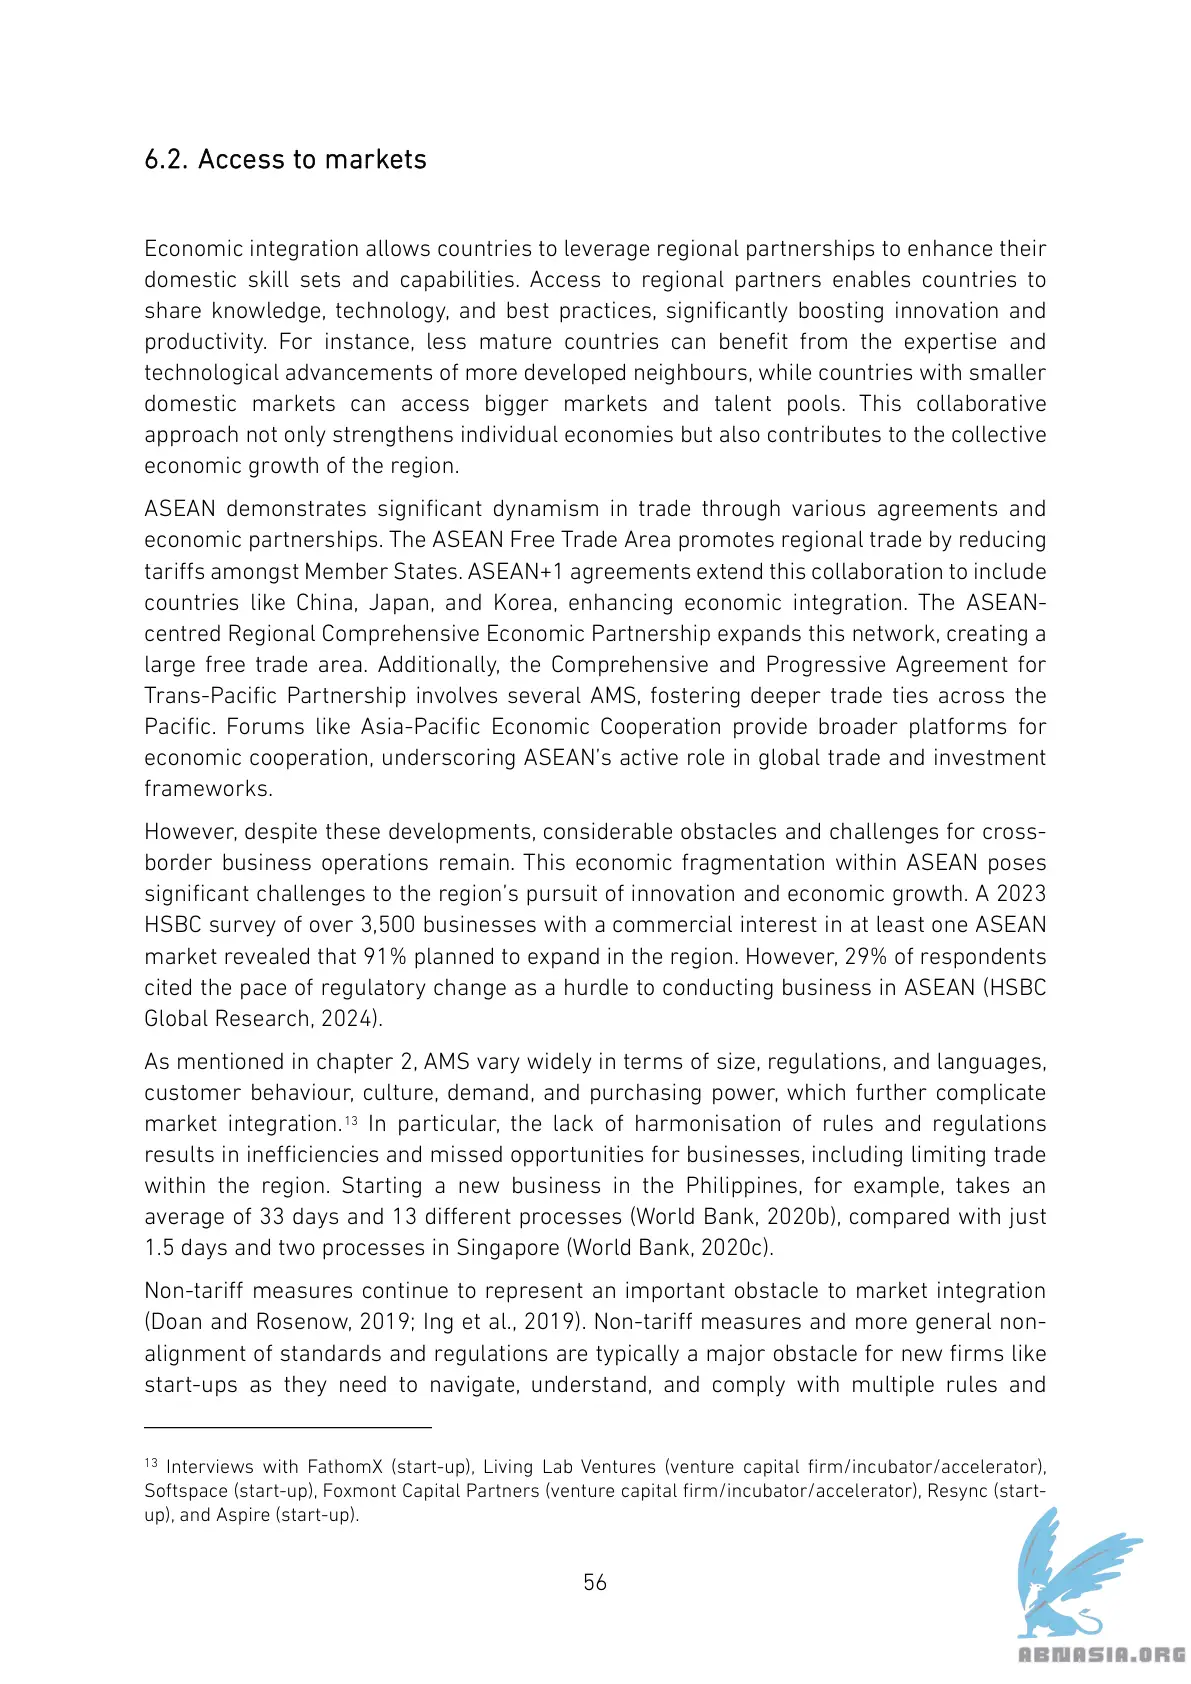 6.2. Access to markets
Economic integration allows countries to leverage regional partnerships to enhance their
domestic skill sets and capabilities. Access to regional partners enables countries to
share knowledge, technology, and best practices, significantly boosting innovation and
productivity. For instance, less mature countries can benefit from the expertise and
technological advancements of more developed neighbours, while countries with smaller
domestic markets can access bigger markets and talent pools. This collaborative
approach not only strengthens individual economies but also contributes to the collective
economic growth of the region.
ASEAN demonstrates significant dynamism in trade through various agreements and
economic partnerships. The ASEAN Free Trade Area promotes regional trade by reducing
tariffs amongst Member States. ASEAN+1 agreements extend this collaboration to include
countries like China, Japan, and Korea, enhancing economic integration. The ASEAN-
centred Regional Comprehensive Economic Partnership expands this network, creating a
large free trade area. Additionally, the Comprehensive and Progressive Agreement for
Trans-Pacific Partnership involves several AMS, fostering deeper trade ties across the
Pacific. Forums like Asia-Pacific Economic Cooperation provide broader platforms for
economic cooperation, underscoring ASEAN's active role in global trade and investment
frameworks.
However, despite these developments, considerable obstacles and challenges for cross-
border business operations remain. This economic fragmentation within ASEAN poses
significant challenges to the region's pursuit of innovation and economic growth. A 2023
HSBC survey of over 3,500 businesses with a commercial interest in at least one ASEAN
market revealed that 91% planned to expand in the region. However, 29% of respondents
cited the pace of regulatory change as a hurdle to conducting business in ASEAN (HSBC
Global Research, 2024).
As mentioned in chapter 2, AMS vary widely in terms of size, regulations, and languages,
customer behaviour, culture, demand, and purchasing power, which further complicate
market integration.13 In particular, the lack of harmonisation of rules and regulations
results in inefficiencies and missed opportunities for businesses, including limiting trade
within the region. Starting a new business in the Philippines, for example, takes an
average of 33 days and 13 different processes (World Bank, 2020b), compared with just
1.5 days and two processes in Singapore (World Bank, 2020c).
Non-tariff measures continue to represent an important obstacle to market integration
(Doan and Rosenow, 2019; Ing et al., 2019). Non-tariff measures and more general non-
alignment of standards and regulations are typically a major obstacle for new firms like
start-ups as they need to navigate, understand, and comply with multiple rules and
13 Interviews with FathomX (start-up), Living Lab Ventures (venture capital firm/incubator/accelerator),
Softspace (start-up), Foxmont Capital Partners (venture capital firm/incubator/accelerator), Resync (start-
up), and Aspire (start-up).
56
ABNASIA.ORG